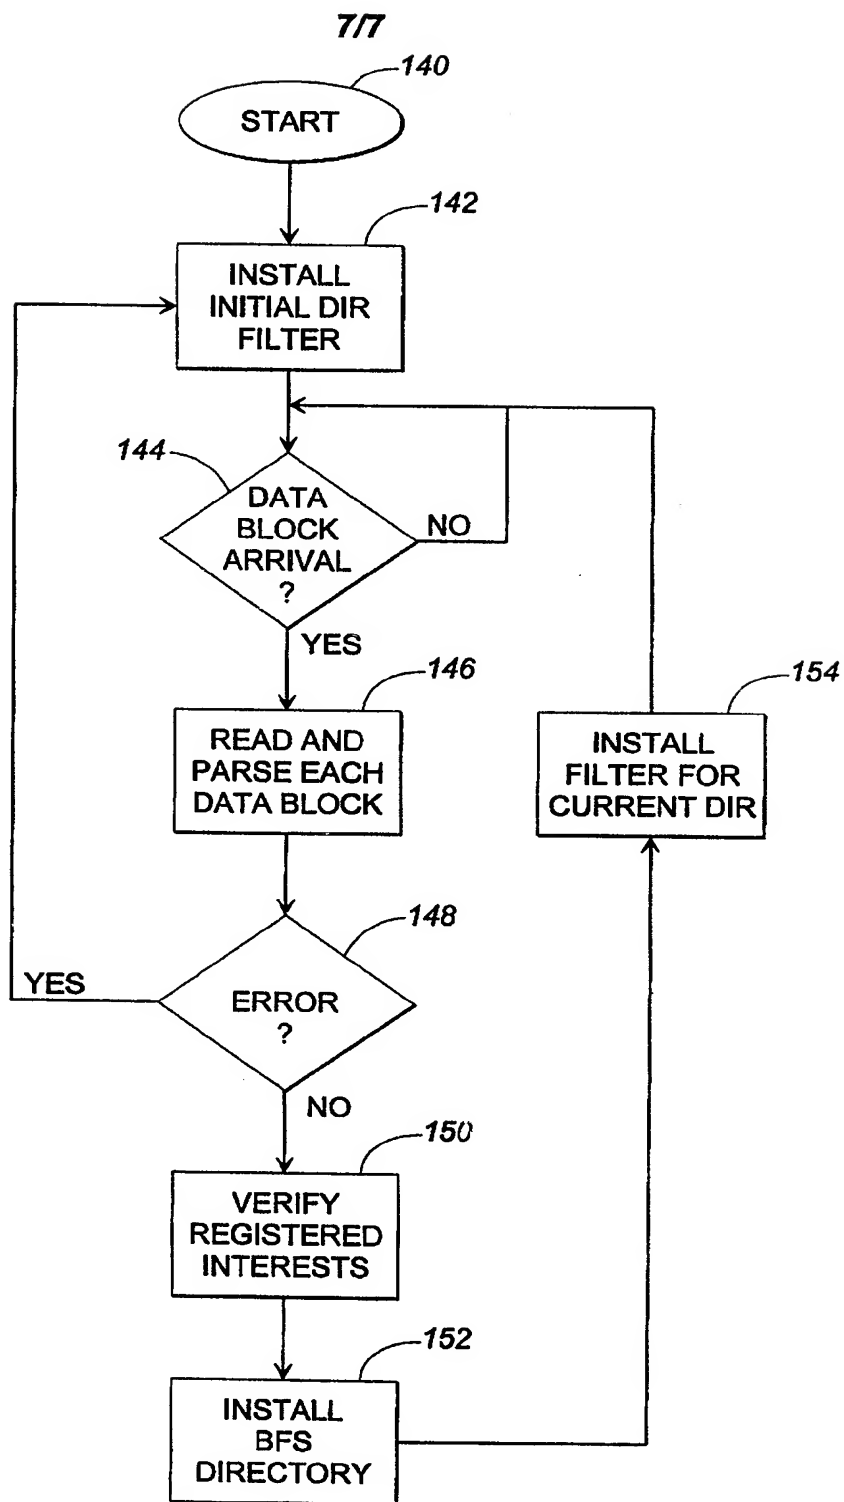 7/7
140
START
142
INSTALL
INITIAL DIR
FILTER
144
DATA
BLOCK
ARRIVAL
?
NO
YES
146
READ AND
PARSE EACH
DATA BLOCK
154
INSTALL
FILTER FOR
CURRENT DIR
148
YES
ERROR
?
NO
150
VERIFY
REGISTERED
INTERESTS
152
INSTALL
BFS
DIRECTORY